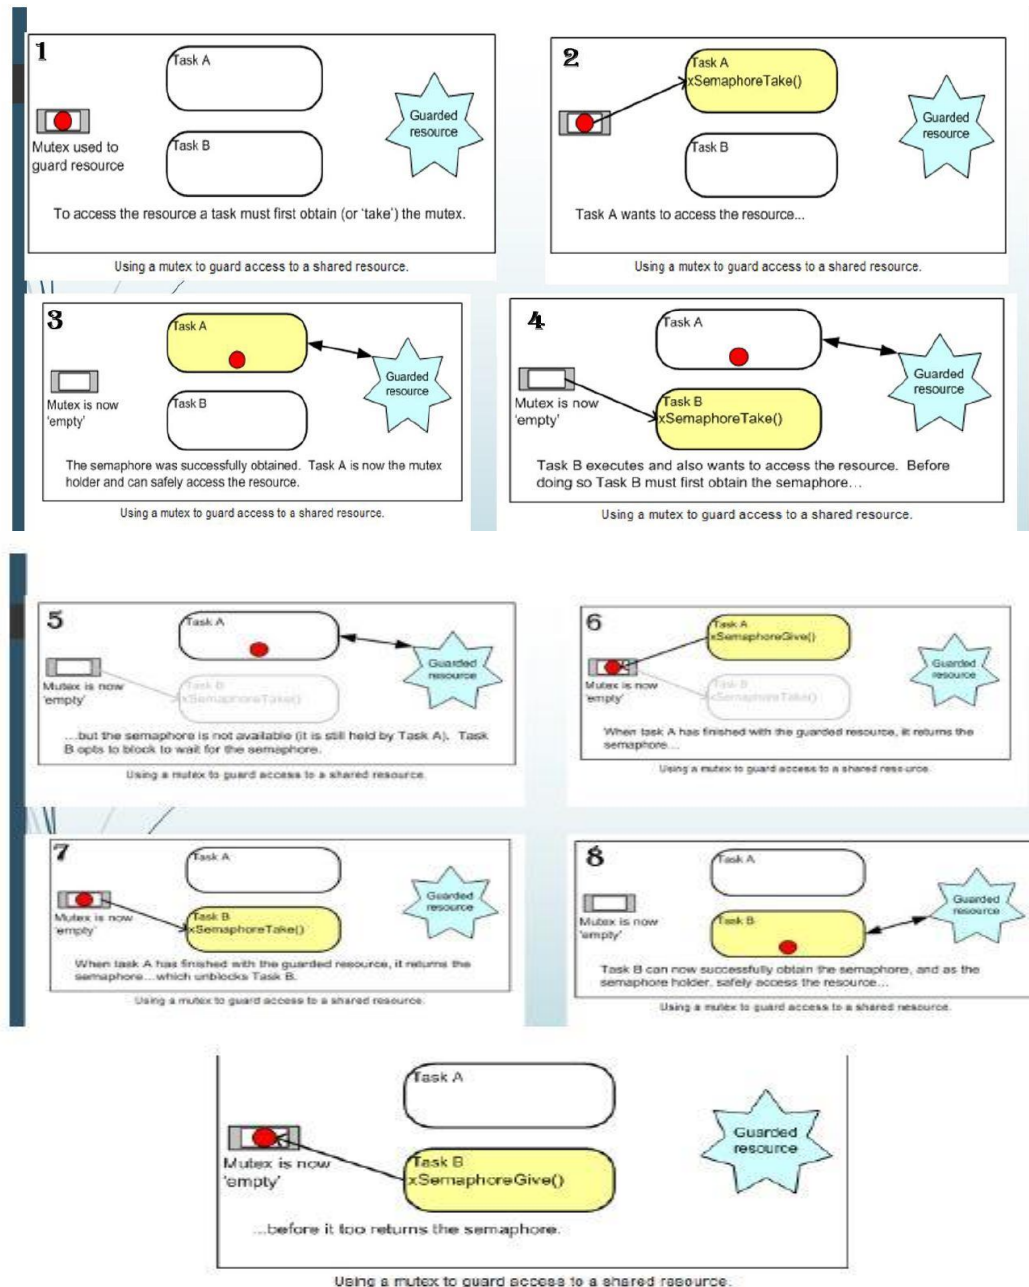 1
Task A
Guarded
resource
Mutex used to
guard resource
Task B
To access the resource a task must first obtain (or ‘take’) the mutex.
Using a mutex to guard access to a shared resource.
2
Task A
xSemaphoreTake()
Guarded
resource
Task B
Task A wants to access the resource...
Using a mutex to guard access to a shared resource.
3
Task A
Guarded
resource
Mutex is now
‘empty’
Task B
The semaphore was successfully obtained. Task A is now the mutex
holder and can safely access the resource.
Using a mutex to guard access to a shared resource.
4
Task A
Guarded
resource
Mutex is now
‘empty’
Task B
xSemaphoreTake()
Task B executes and also wants to access the resource. Before
doing so Task B must first obtain the semaphore...
Using a mutex to guard access to a shared resource.
5
Task A
Guarded
resource
Mutex is now
‘empty’
Task B
xSemaphoreTake()
...but the semaphore is not available (it is still held by Task A). Task
B opts to block to wait for the semaphore.
Using a mutex to guard access to a shared resource.
6
Task A
xSemaphoreGive()
Guarded
resource
Mutex is now
‘empty’
Task B
xSemaphoreTake()
When task A has finished with the guarded resource, it returns the
semaphore...
Using a mutex to guard access to a shared resource.
7
Task A
Guarded
resource
Mutex is now
‘empty’
Task B
xSemaphoreTake()
When task A has finished with the guarded resource, it returns the
semaphore...which unblocks Task B.
Using a mutex to guard access to a shared resource.
8
Task A
Guarded
resource
Mutex is now
‘empty’
Task B
Task B can now successfully obtain the semaphore, and as the
semaphore holder, safely access the resource...
Using a mutex to guard access to a shared resource.
Task A
Guarded
resource
Mutex is now
‘empty’
Task B
xSemaphoreGive()
...before it too returns the semaphore.
Using a mutex to guard access to a shared resource.